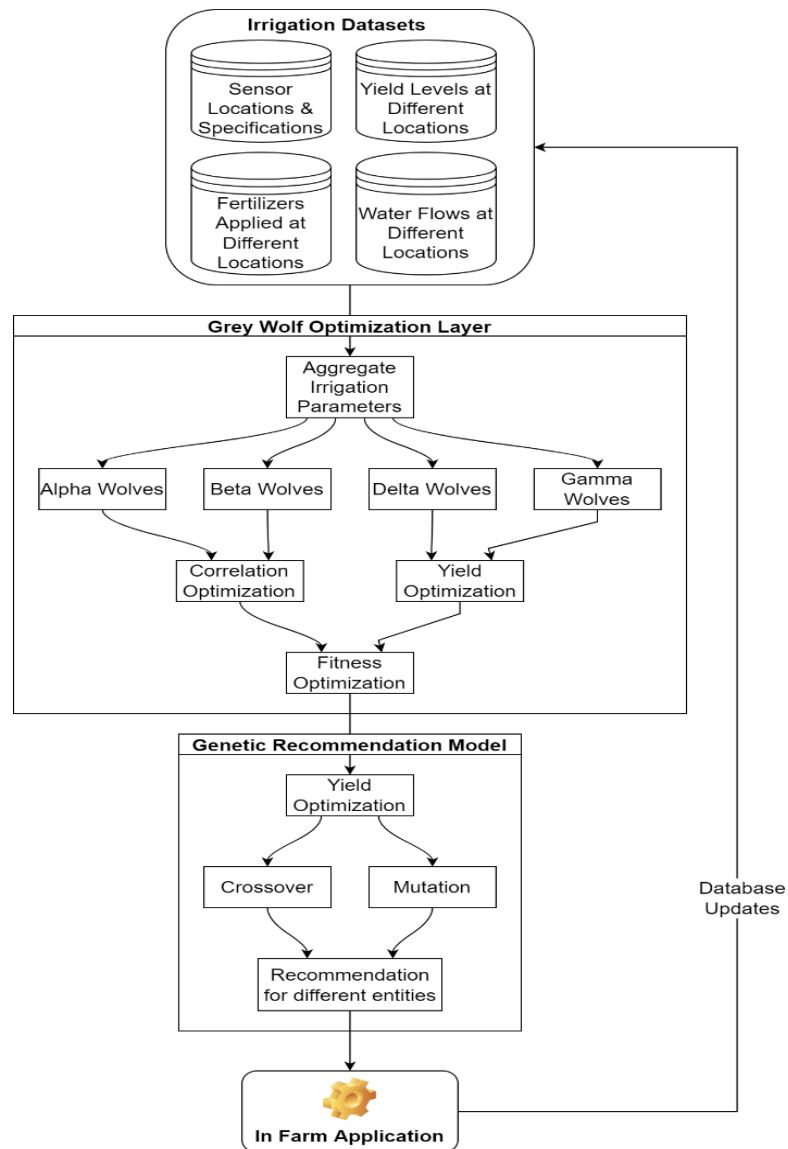 Irrigation Datasets
Sensor
Locations &
Specifications
Yield Levels at
Different
Locations
Fertilizers
Applied at
Different
Locations
Water Flows at
Different
Locations
Grey Wolf Optimization Layer
Aggregate
Irrigation
Parameters
Alpha Wolves
Beta Wolves
Delta Wolves
Gamma
Wolves
Correlation
Optimization
Yield
Optimization
Fitness
Optimization
Genetic Recommendation Model
Yield
Optimization
Crossover
Mutation
Database
Updates
Recommendation
for different entities
In Farm Application